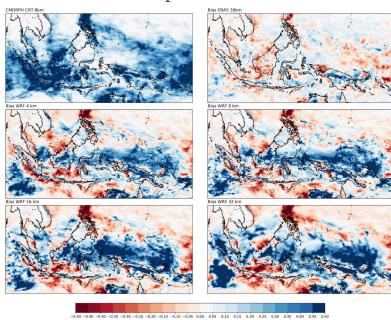 CMORPH CRT 8km
Bias ERA5 30km
Bias WRF 4 km
Bias WRF 8 km
Bias WRF 16 km
Bias WRF 32 km
-0.50 -0.45 -0.40 -0.35 -0.30 -0.25 -0.20 -0.15 -0.10 -0.05 0.00 0.05 0.10 0.15 0.20 0.25 0.30 0.35 0.40 0.45 0.50